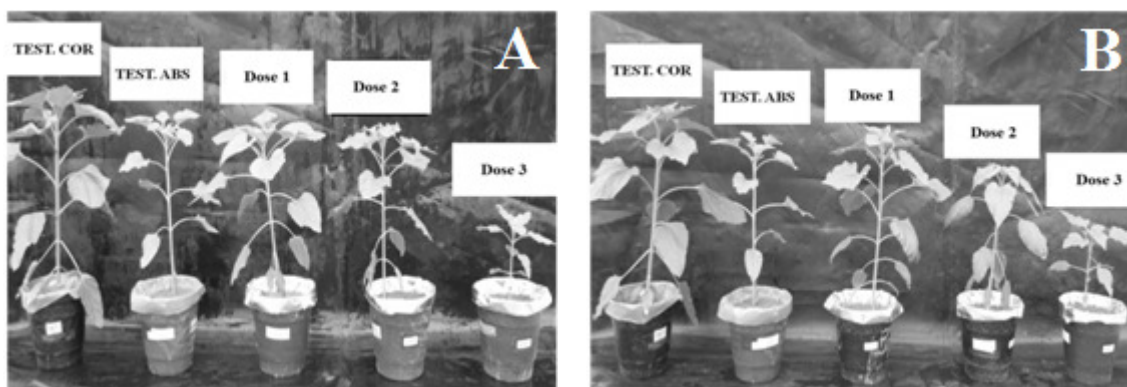 A
TEST. COR
TEST. ABS
Dose 1
Dose 2
Dose 3
B
TEST. COR
TEST. ABS
Dose 1
Dose 2
Dose 3